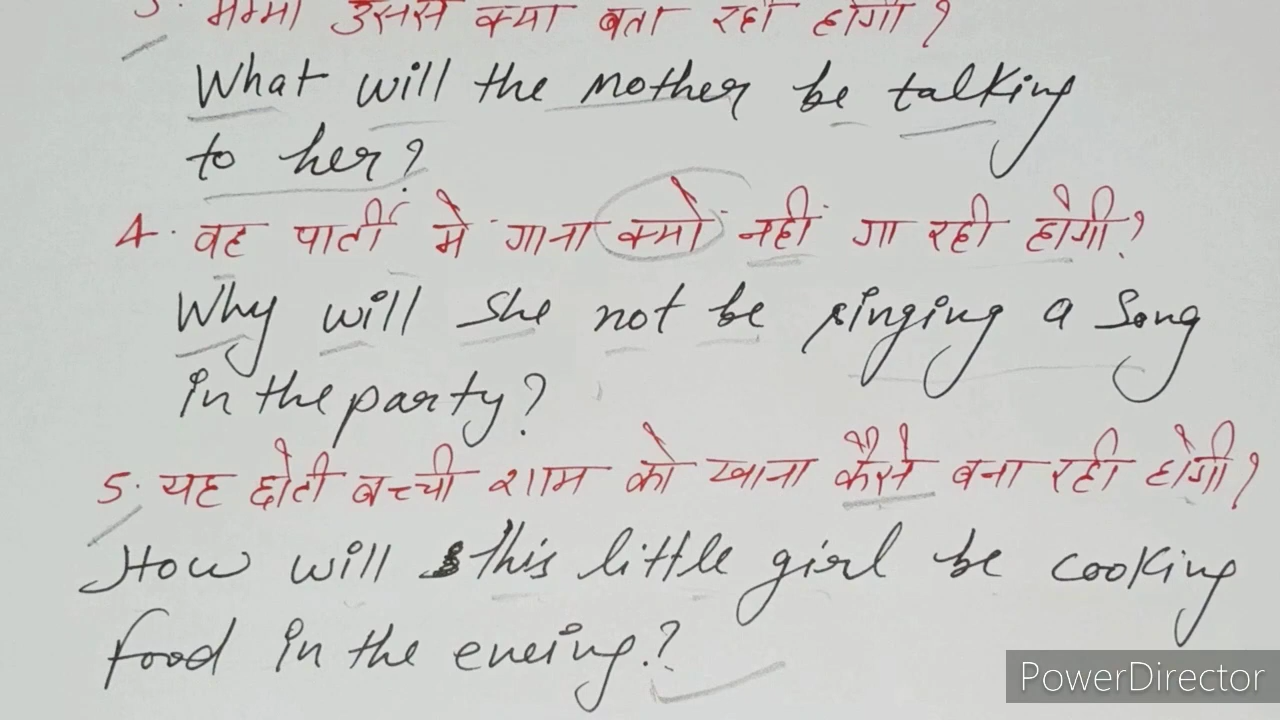 3. मम्मा उससे क्या बता रही होगी?
What will the mother be talking
to her?
4. वह पार्टी में गाना क्यों नहीं गा रही होगी?
Why will she not be singing a Song
in the party?
5. यह छोटी बच्ची शाम को खाना कैसे बना रही होगी?
How will this little girl be cooking
food in the eveing.?
PowerDirector